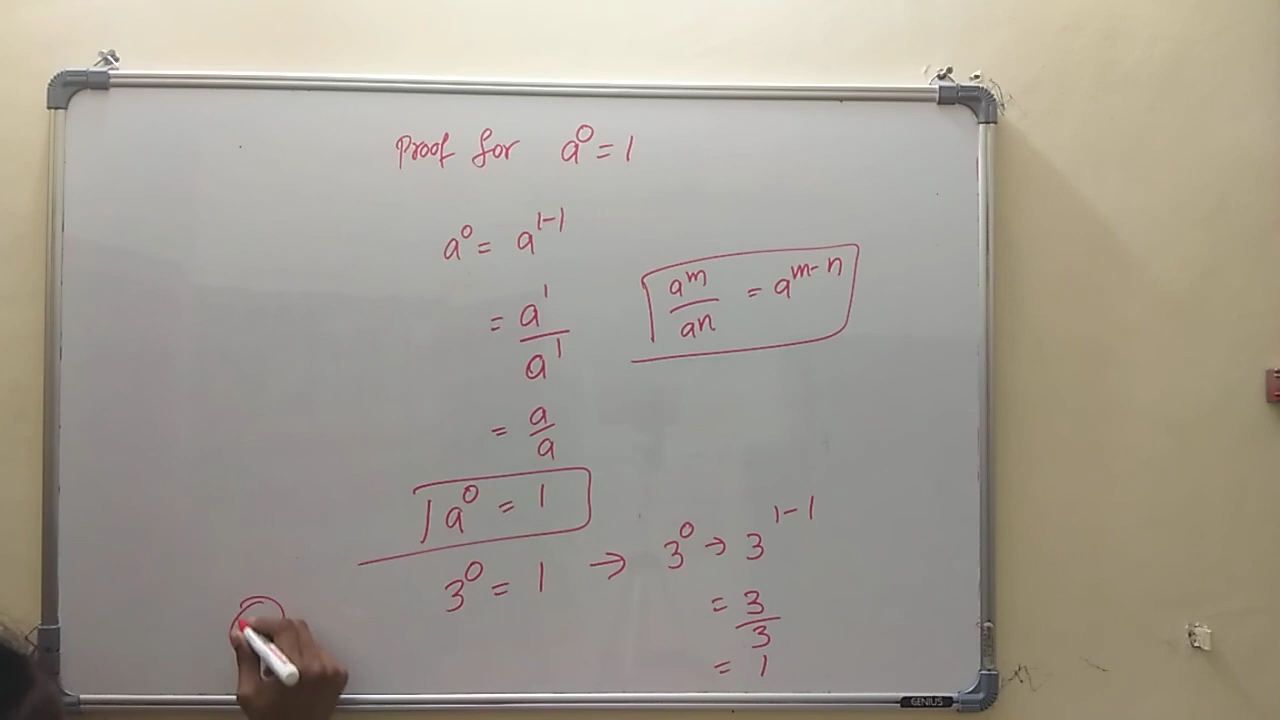 Proof for a⁰ = 1
a⁰ = a¹⁻¹
= a¹/a¹
aᵐ/aⁿ = aᵐ⁻ⁿ
= a/a
a⁰ = 1
3⁰ = 1 → 3⁰ → 3¹⁻¹
= 3/3
= 1
GENIUS